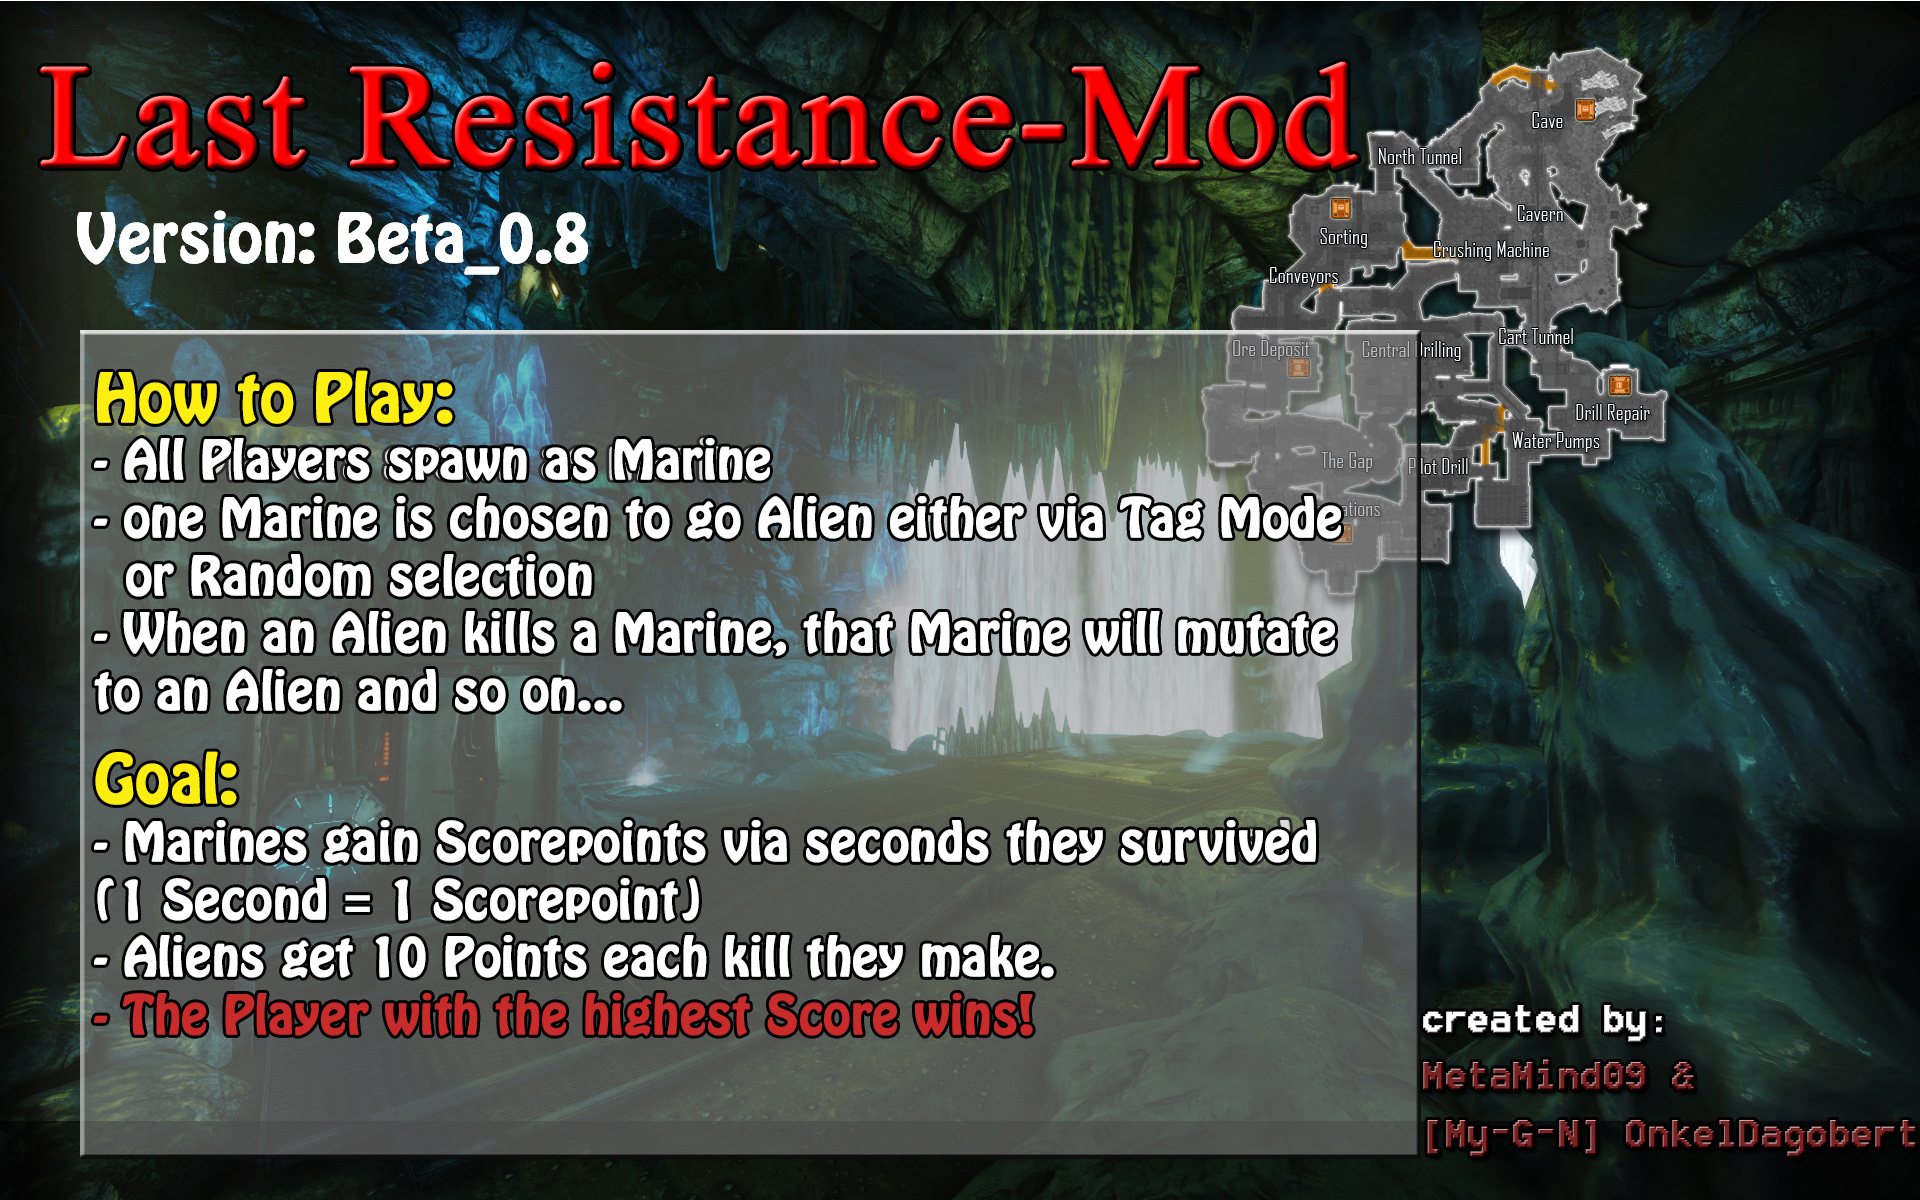 Last Resistance-Mod
Version: Beta_0.8
Cave
North Tunnel
Cavern
Sorting
Crushing Machine
Conveyors
Cart Tunnel
Ore Deposit
Central Drilling
Drill Repair
Water Pumps
The Gap
Pilot Drill
ations
How to Play:
- All Players spawn as Marine
- one Marine is chosen to go Alien either via Tag Mode
or Random selection
- When an Alien kills a Marine, that Marine will mutate
to an Alien and so on...
Goal:
- Marines gain Scorepoints via seconds they survived
(1 Second = 1 Scorepoint)
- Aliens get 10 Points each kill they make.
- The Player with the highest Score wins!
created by:
MetaMind09 &
[My-G-N] OnkelDagobert